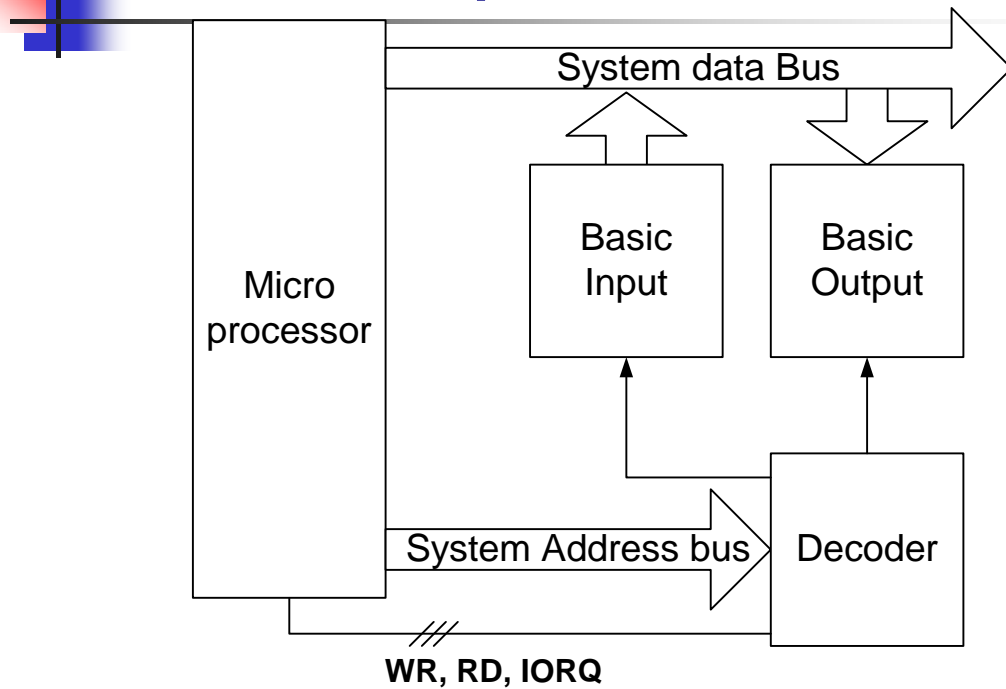 System data Bus
Basic
Input
Basic
Output
Micro
processor
System Address bus
Decoder
WR, RD, IORQ